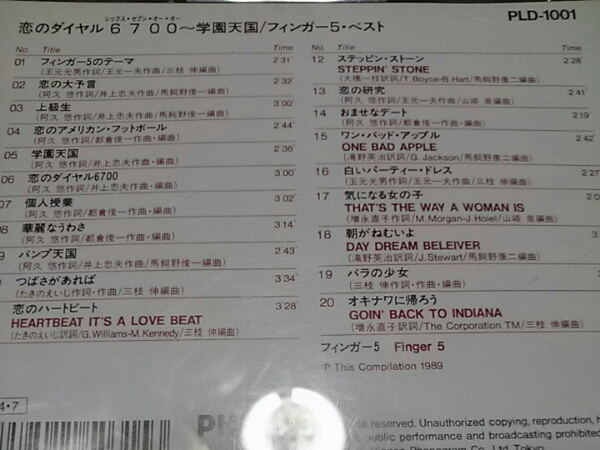 シックス・セブン・オー・オー
恋のダイヤル6700～学園天国/フィンガー5・ベスト
PLD-1001
No. Title Time
01 フィンガー5のテーマ 2'31"
(玉元光男作詞/玉元一夫作曲/三枝 伸編曲)
02 恋の大予言 2'32"
(阿久 悠作詞/井上忠夫作曲/馬飼野俊一編曲)
03 上級生 3'00"
(阿久 悠作詞/井上忠夫作曲/馬飼野俊一編曲)
04 恋のアメリカン・フットボール 2'44"
(阿久 悠作詞/都倉俊一作曲・編曲)
05 学園天国 2'36"
(阿久 悠作詞/井上忠夫作曲・編曲)
06 恋のダイヤル6700 3'00"
(阿久 悠作詞/井上忠夫作曲・編曲)
07 個人授業 3'02"
(阿久 悠作詞/都倉俊一作曲・編曲)
華麗なうわさ 3'14"
(阿久 悠作詞/都倉俊一作曲・編曲)
バンプ天国 2'43"
(阿久 悠作詞/井上忠夫作曲/馬飼野俊一編曲)
つばさがあれば 3'34"
(たきのえいじ作詞・作曲/三枝 伸編曲)
恋のハートビート 3'28"
HEARTBEAT IT'S A LOVE BEAT
(たきのえいじ訳詞/G.Williams-M.Kennedy/三枝 伸編曲)
No. Title Time
12 ステッピン・ストーン 2'28"
STEPPIN' STONE
(大橋一枝訳詞/T.Boyce-B.Hart/馬飼野康二編曲)
13 恋の研究 2'41"
(阿久 悠作詞/玉元一夫作曲/山崎 編曲)
14 おませなデート 2'19"
(阿久 悠作詞/都倉俊一作曲・編曲)
15 ワン・バッド・アップル 2'42"
ONE BAD APPLE
(滝野英治訳詞/G.Jackson/馬飼野康二編曲)
16 白いパーティー・ドレス 2'27
(玉元光男作詞/玉元一夫作曲/三枝 伸編曲)
17 気になる女の子
THAT'S THE WAY A WOMAN IS
(増永直子作詞/M.Morgan-J.Hoiel/山崎 編曲)
18 朝がねむいよ
DAY DREAM BELEIVER
(滝野英治訳詞/J.Stewart/馬飼野康二編曲)
19 バラの少女
(三枝 伸作詞・作曲・編曲)
20 オキナワに帰ろう
GOIN' BACK TO INDIANA
(増永直子訳詞/The Corporation TM/三枝 伸編曲)
フィンガー5 Finger 5
℗ This Compilation 1989
4・7
reserved. Unauthorized copying, reproduction,
public performance and broadcasting prohibited
Phonogram Co., Ltd. Tokyo